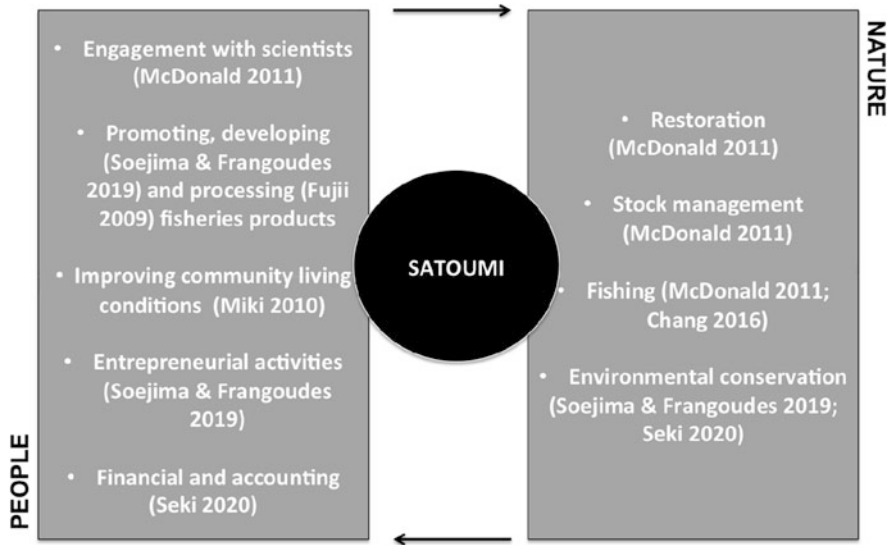 PEOPLE
• Engagement with scientists
(McDonald 2011)
• Promoting, developing
(Soejima & Frangoudes
2019) and processing (Fujii
2009) fisheries products
• Improving community living
conditions (Miki 2010)
• Entrepreneurial activities
(Soejima & Frangoudes
2019)
• Financial and accounting
(Seki 2020)
SATOUMI
NATURE
• Restoration
(McDonald 2011)
• Stock management
(McDonald 2011)
• Fishing (McDonald 2011;
Chang 2016)
• Environmental conservation
(Soejima & Frangoudes 2019;
Seki 2020)